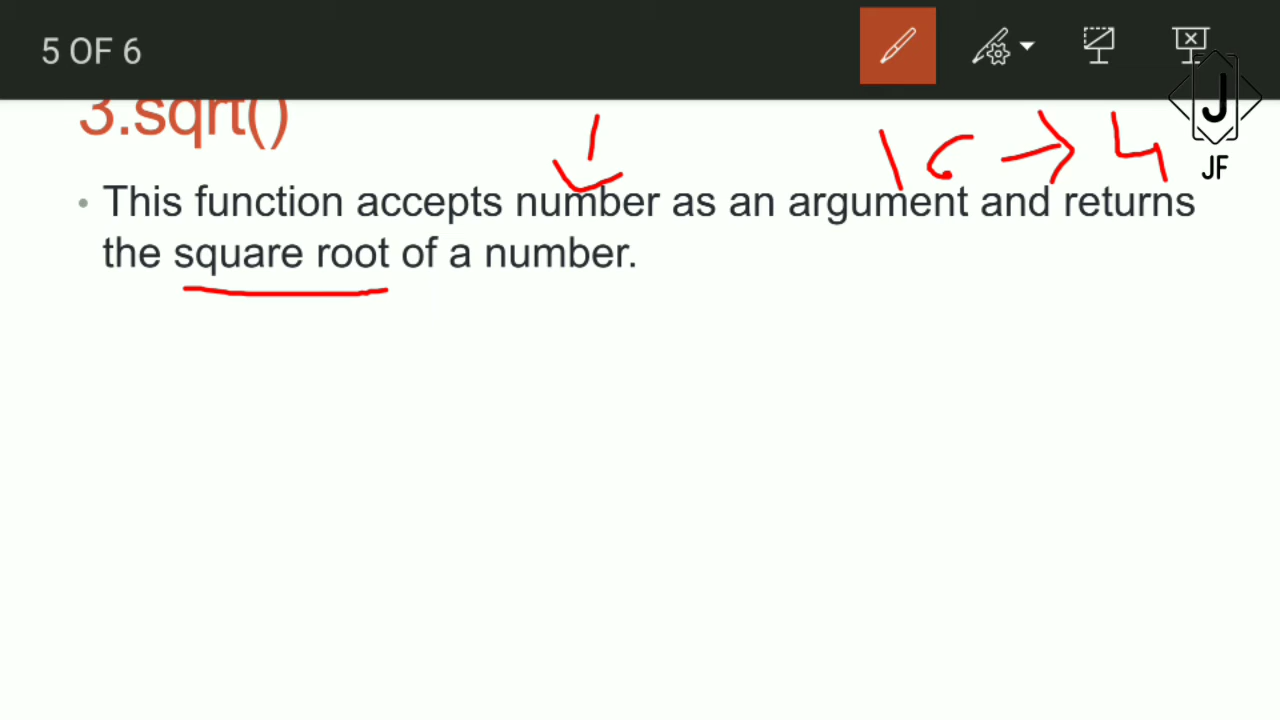 5 OF 6
3.sqrt()
16 → 4
• This function accepts number as an argument and returns
the square root of a number.
J
JF